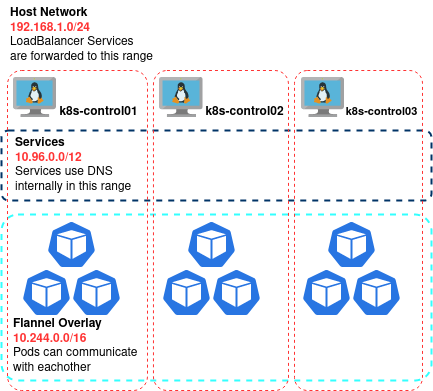 Host Network
192.168.1.0/24
LoadBalancer Services
are forwarded to this range
k8s-control01
k8s-control02
k8s-control03
Services
10.96.0.0/12
Services use DNS
internally in this range
Flannel Overlay
10.244.0.0/16
Pods can communicate
with eachother